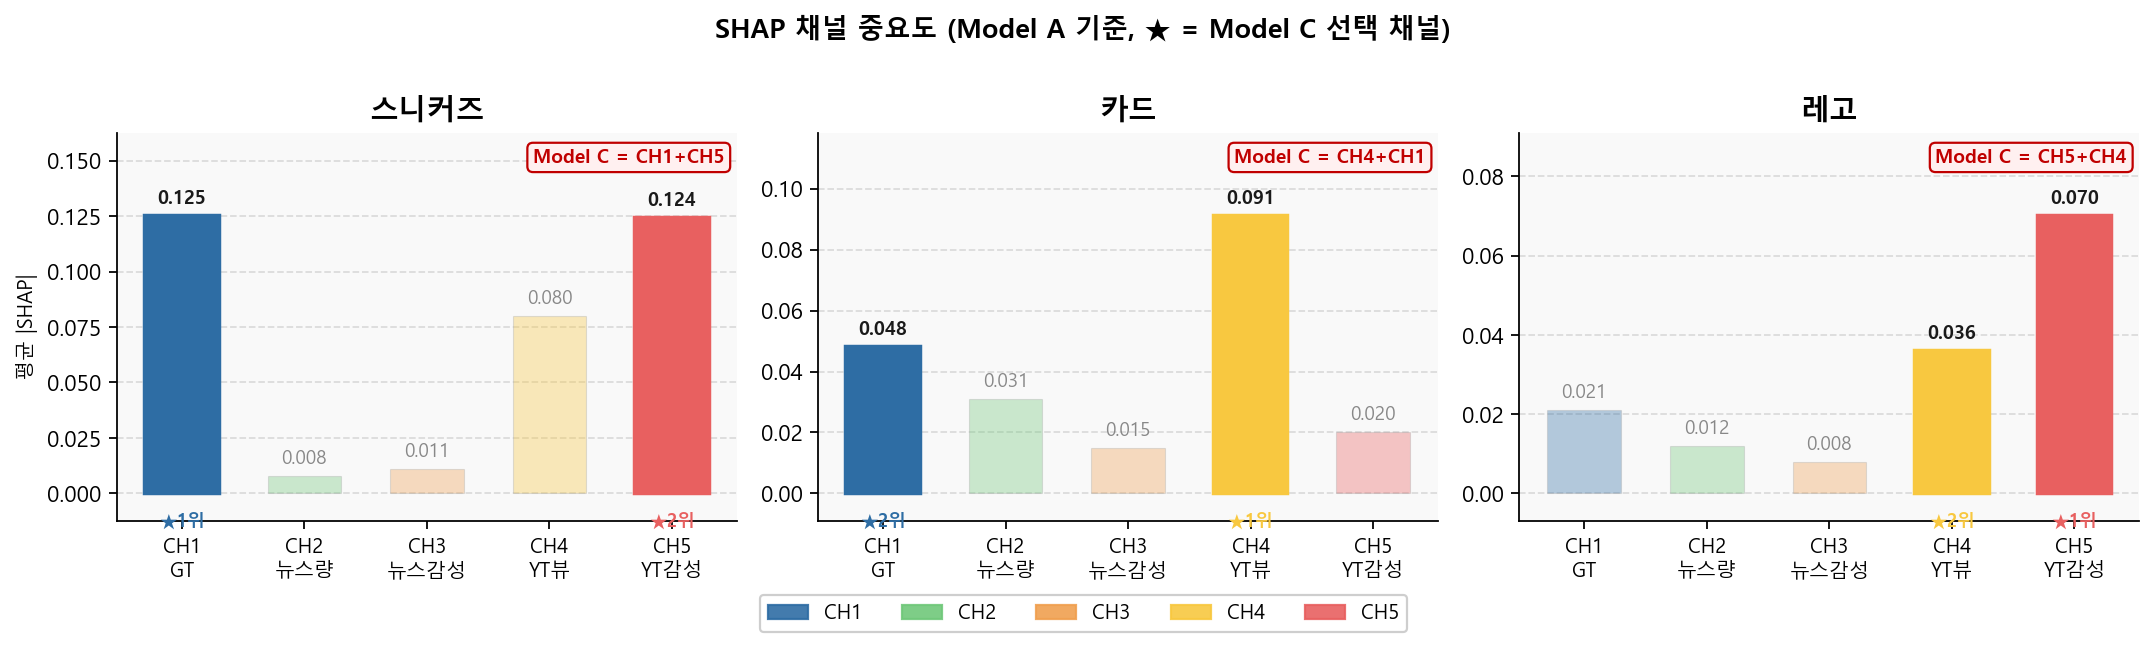 SHAP 채널 중요도 (Model A 기준, ★ = Model C 선택 채널)
스니커즈
평균 |SHAP|
0.150
0.125
0.100
0.075
0.050
0.025
0.000
Model C = CH1+CH5
0.125
0.008
0.011
0.080
0.124
★1위
★2위
CH1 CH2 CH3 CH4 CH5
GT 뉴스량 뉴스감성 YT뷰 YT감성
카드
0.10
0.08
0.06
0.04
0.02
0.00
Model C = CH4+CH1
0.048
0.031
0.015
0.091
0.020
★2위
★1위
CH1 CH2 CH3 CH4 CH5
GT 뉴스량 뉴스감성 YT뷰 YT감성
레고
0.08
0.06
0.04
0.02
0.00
Model C = CH5+CH4
0.021
0.012
0.008
0.036
0.070
★2위
★1위
CH1 CH2 CH3 CH4 CH5
GT 뉴스량 뉴스감성 YT뷰 YT감성
CH1 CH2 CH3 CH4 CH5